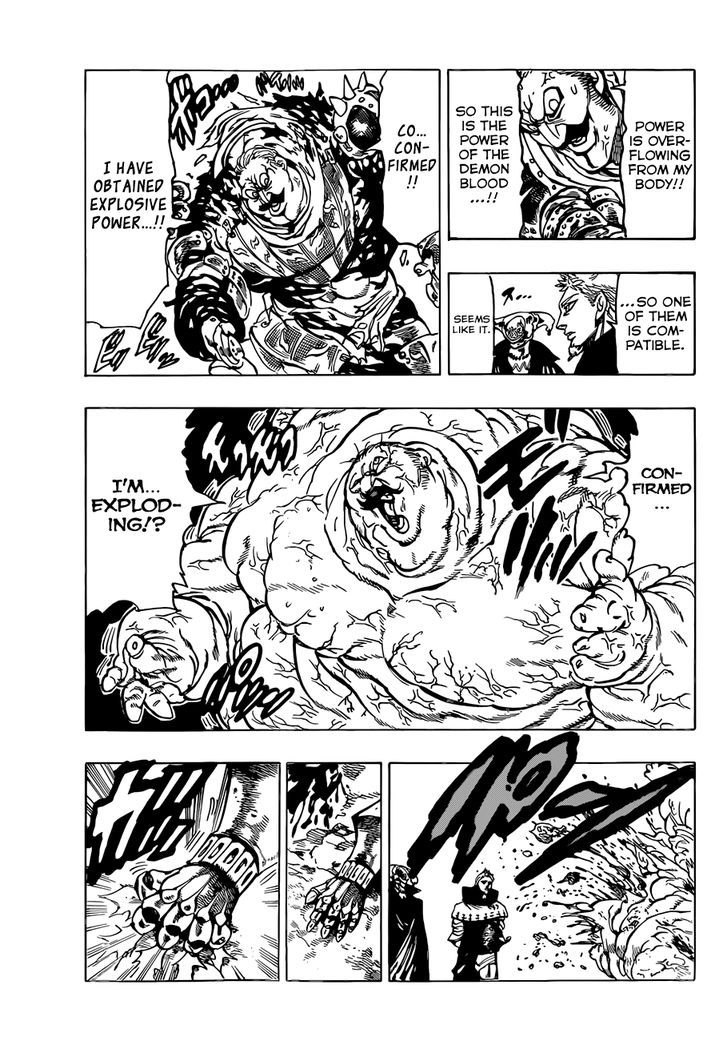 POWER
IS OVER-
FLOWING
FROM MY
BODY!!
SO THIS
IS THE
POWER
OF THE
DEMON
BLOOD
...!!
...SO ONE
OF THEM
IS COM-
PATIBLE.
SEEMS
LIKE IT.
CO...
CON-
FIRMED
!!
I HAVE
OBTAINED
EXPLOSIVE
POWER...!!
CON-
FIRMED
...
I'M...
EXPLOD-
ING!?